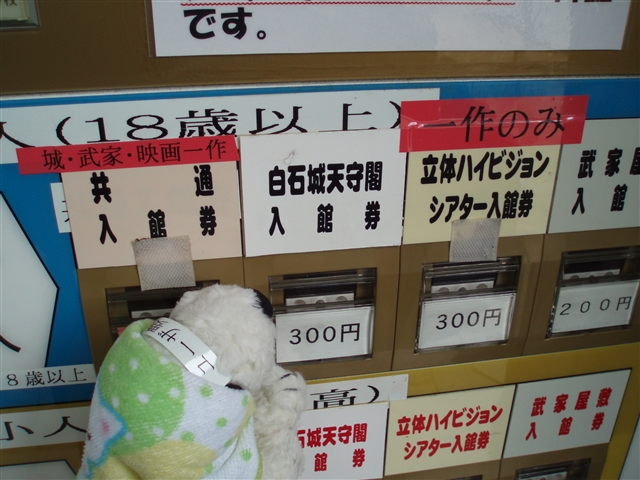 です。
人(18歳以上)
城・武家・映画一作
共通
入館券
白石城天守閣
入館券
一作のみ
立体ハイビジョン
シアター入館券
武家屋
入館
300円
300円
200円
8歳以上
小人
高)
石城天守閣
館券
立体ハイビジョン
シアター入館券
武家屋敷
入館券